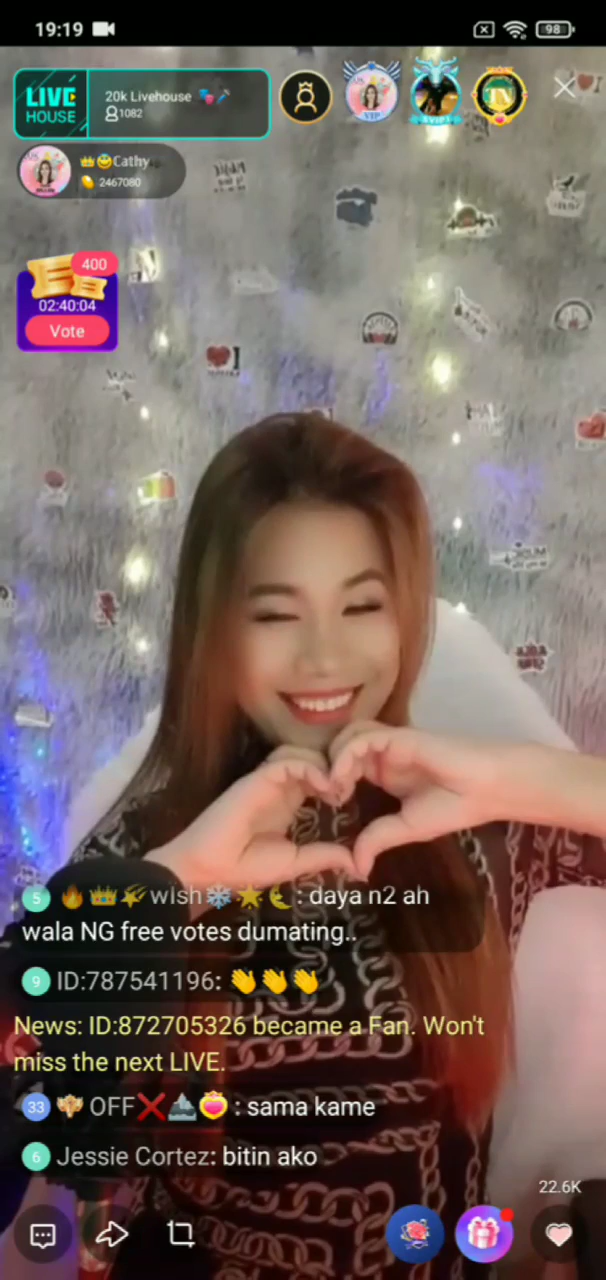 19:19
98
LIVE
HOUSE
20k Livehouse
1082
VIP
SVIP1
👑😇Cathy
2467080
400
02:40:04
Vote
5 🔥👑🌠wIsh❄️🌟🌜: daya n2 ah
wala NG free votes dumating..
9 ID:787541196: 👏👏👏
News: ID:872705326 became a Fan. Won't
miss the next LIVE.
33 OFF❌: sama kame
6 Jessie Cortez: bitin ako
22.6K